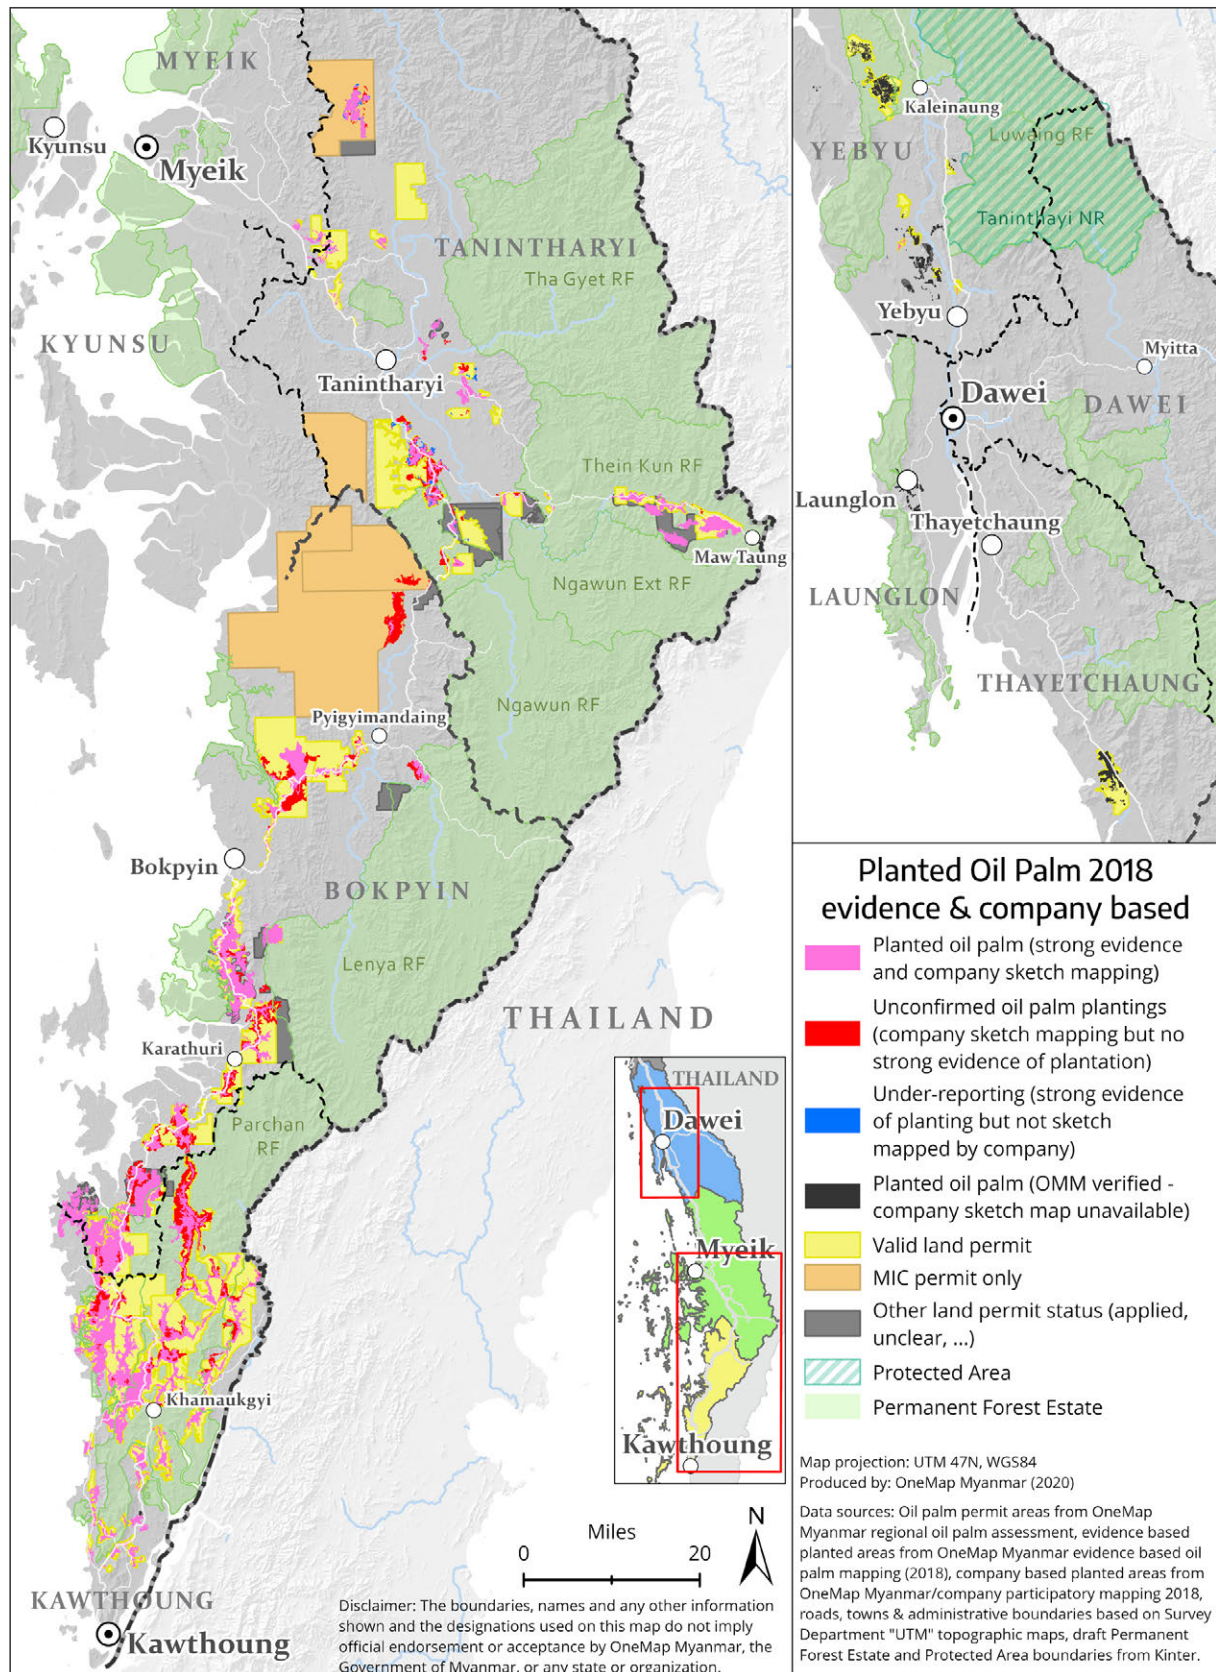 MYEIK
Kyunsu
Myeik
TANINTHARYI
Tha Gyet RF
KYUNSU
Tanintharyi
Thein Kun RF
Maw Taung
Ngawun Ext RF
Ngawun RF
Pyigyimandaing
Bokpyin
BOKPYIN
Lenya RF
THAILAND
Karathuri
Parchan
RF
Khamaukgyi
KAWTHOUNG
Kawthoung
Kaleinaung
Luwaing RF
YEBYU
Taninthayi NR
Yebyu
Myitta
Dawei
DAWEI
Launglon
Thayetchaung
LAUNGLON
THAYETCHAUNG
THAILAND
Dawei
Myeik
Kawthoung
Miles
0 20
N
Disclaimer: The boundaries, names and any other information
shown and the designations used on this map do not imply
official endorsement or acceptance by OneMap Myanmar, the
Government of Myanmar, or any state or organization.
Planted Oil Palm 2018
evidence & company based
Planted oil palm (strong evidence
and company sketch mapping)
Unconfirmed oil palm plantings
(company sketch mapping but no
strong evidence of plantation)
Under-reporting (strong evidence
of planting but not sketch
mapped by company)
Planted oil palm (OMM verified -
company sketch map unavailable)
Valid land permit
MIC permit only
Other land permit status (applied,
unclear, ...)
Protected Area
Permanent Forest Estate
Map projection: UTM 47N, WGS84
Produced by: OneMap Myanmar (2020)
Data sources: Oil palm permit areas from OneMap
Myanmar regional oil palm assessment, evidence based
planted areas from OneMap Myanmar evidence based oil
palm mapping (2018), company based planted areas from
OneMap Myanmar/company participatory mapping 2018,
roads, towns & administrative boundaries based on Survey
Department "UTM" topographic maps, draft Permanent
Forest Estate and Protected Area boundaries from Kinter.